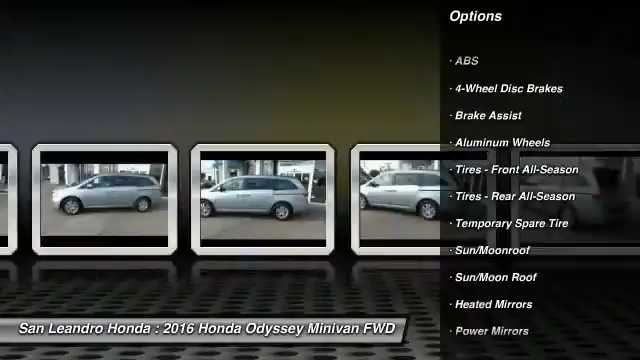 Options
· ABS
· 4-Wheel Disc Brakes
· Brake Assist
· Aluminum Wheels
· Tires - Front All-Season
· Tires - Rear All-Season
· Temporary Spare Tire
· Sun/Moonroof
· Sun/Moon Roof
· Heated Mirrors
· Power Mirrors
San Leandro Honda : 2016 Honda Odyssey Minivan FWD